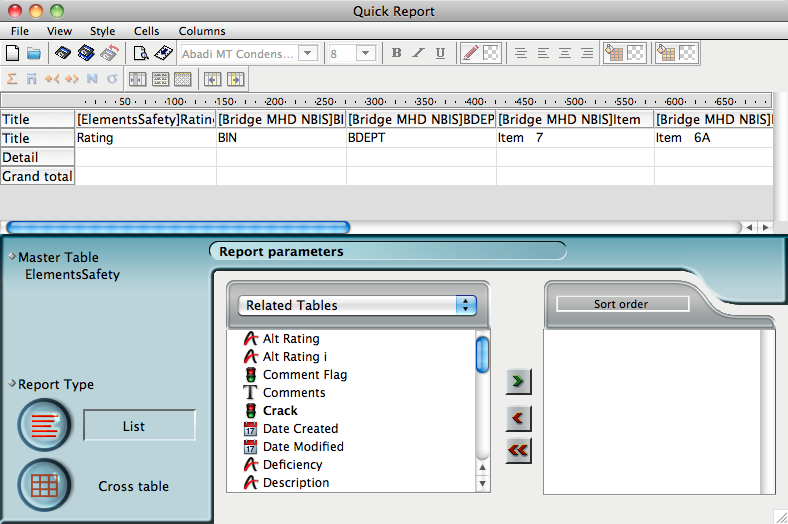 Quick Report
File View Style Cells Columns
Abadi MT Condens... 8 B I U
Σ N σ
50 100 150 200 250 300 350 400 450 500 550 600 650
Title [ElementsSafety]Rating [Bridge MHD NBIS]BI [Bridge MHD NBIS]BDEP [Bridge MHD NBIS]Item [Bridge MHD NBIS]I
Title Rating BIN BDEPT Item 7 Item 6A
Detail
Grand total
Master Table
ElementsSafety
Report parameters
Related Tables
Sort order
Alt Rating
Alt Rating i
Comment Flag
T Comments
Crack
17 Date Created
17 Date Modified
Deficiency
Description
Report Type
List
Cross table